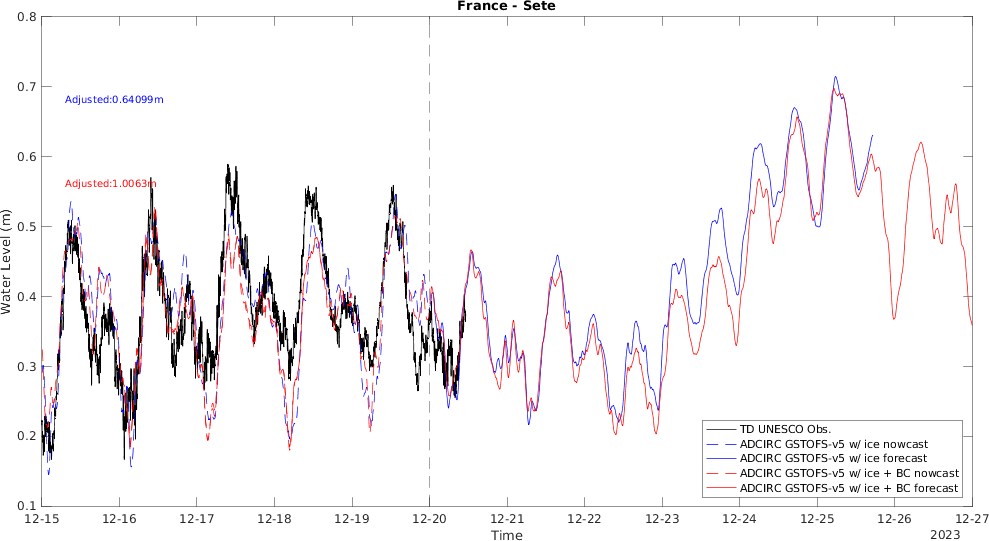 France - Sete
0.8
0.7
0.6
0.5
0.4
0.3
0.2
0.1
Water Level (m)
Adjusted:0.64099m
Adjusted:1.0063m
TD UNESCO Obs.
ADCIRC GSTOFS-v5 w/ ice nowcast
ADCIRC GSTOFS-v5 w/ ice forecast
ADCIRC GSTOFS-v5 w/ ice + BC nowcast
ADCIRC GSTOFS-v5 w/ ice + BC forecast
12-15 12-16 12-17 12-18 12-19 12-20 12-21 12-22 12-23 12-24 12-25 12-26 12-27
Time
2023